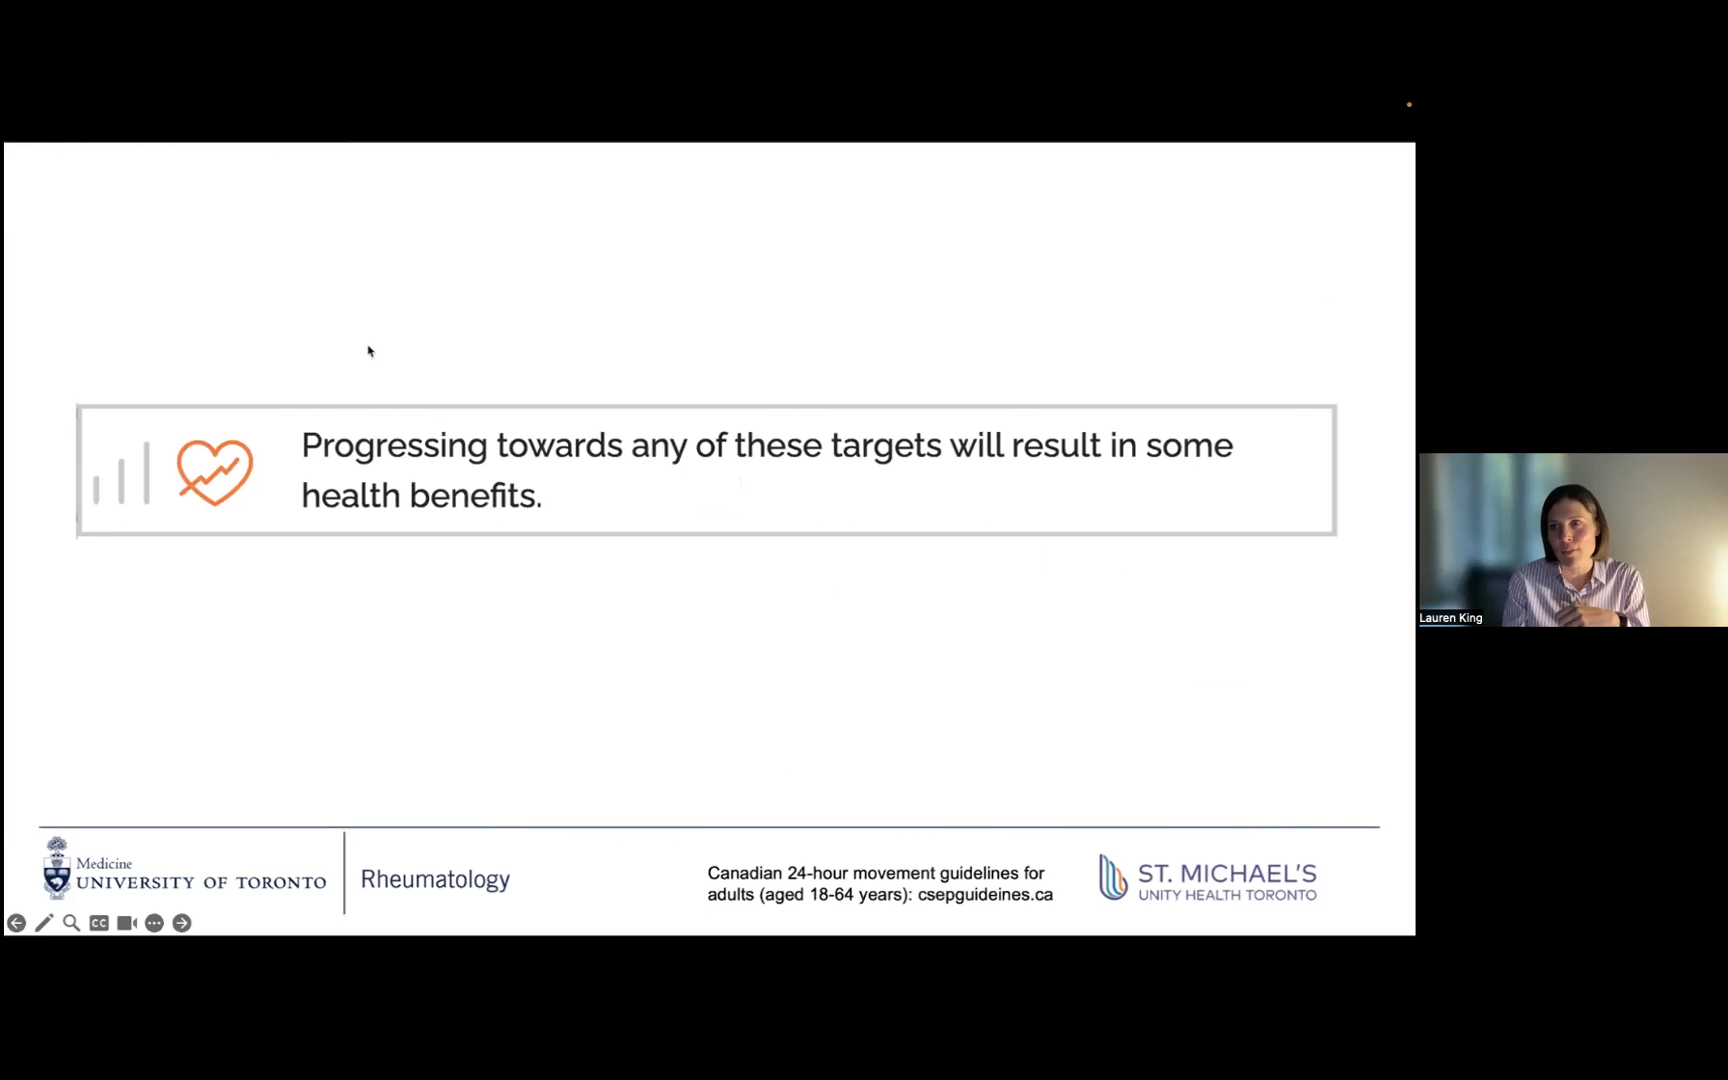 Progressing towards any of these targets will result in some
health benefits.
Lauren King
Medicine
UNIVERSITY OF TORONTO
Rheumatology
Canadian 24-hour movement guidelines for
adults (aged 18-64 years): csepguideines.ca
ST. MICHAEL'S
UNITY HEALTH TORONTO
CC